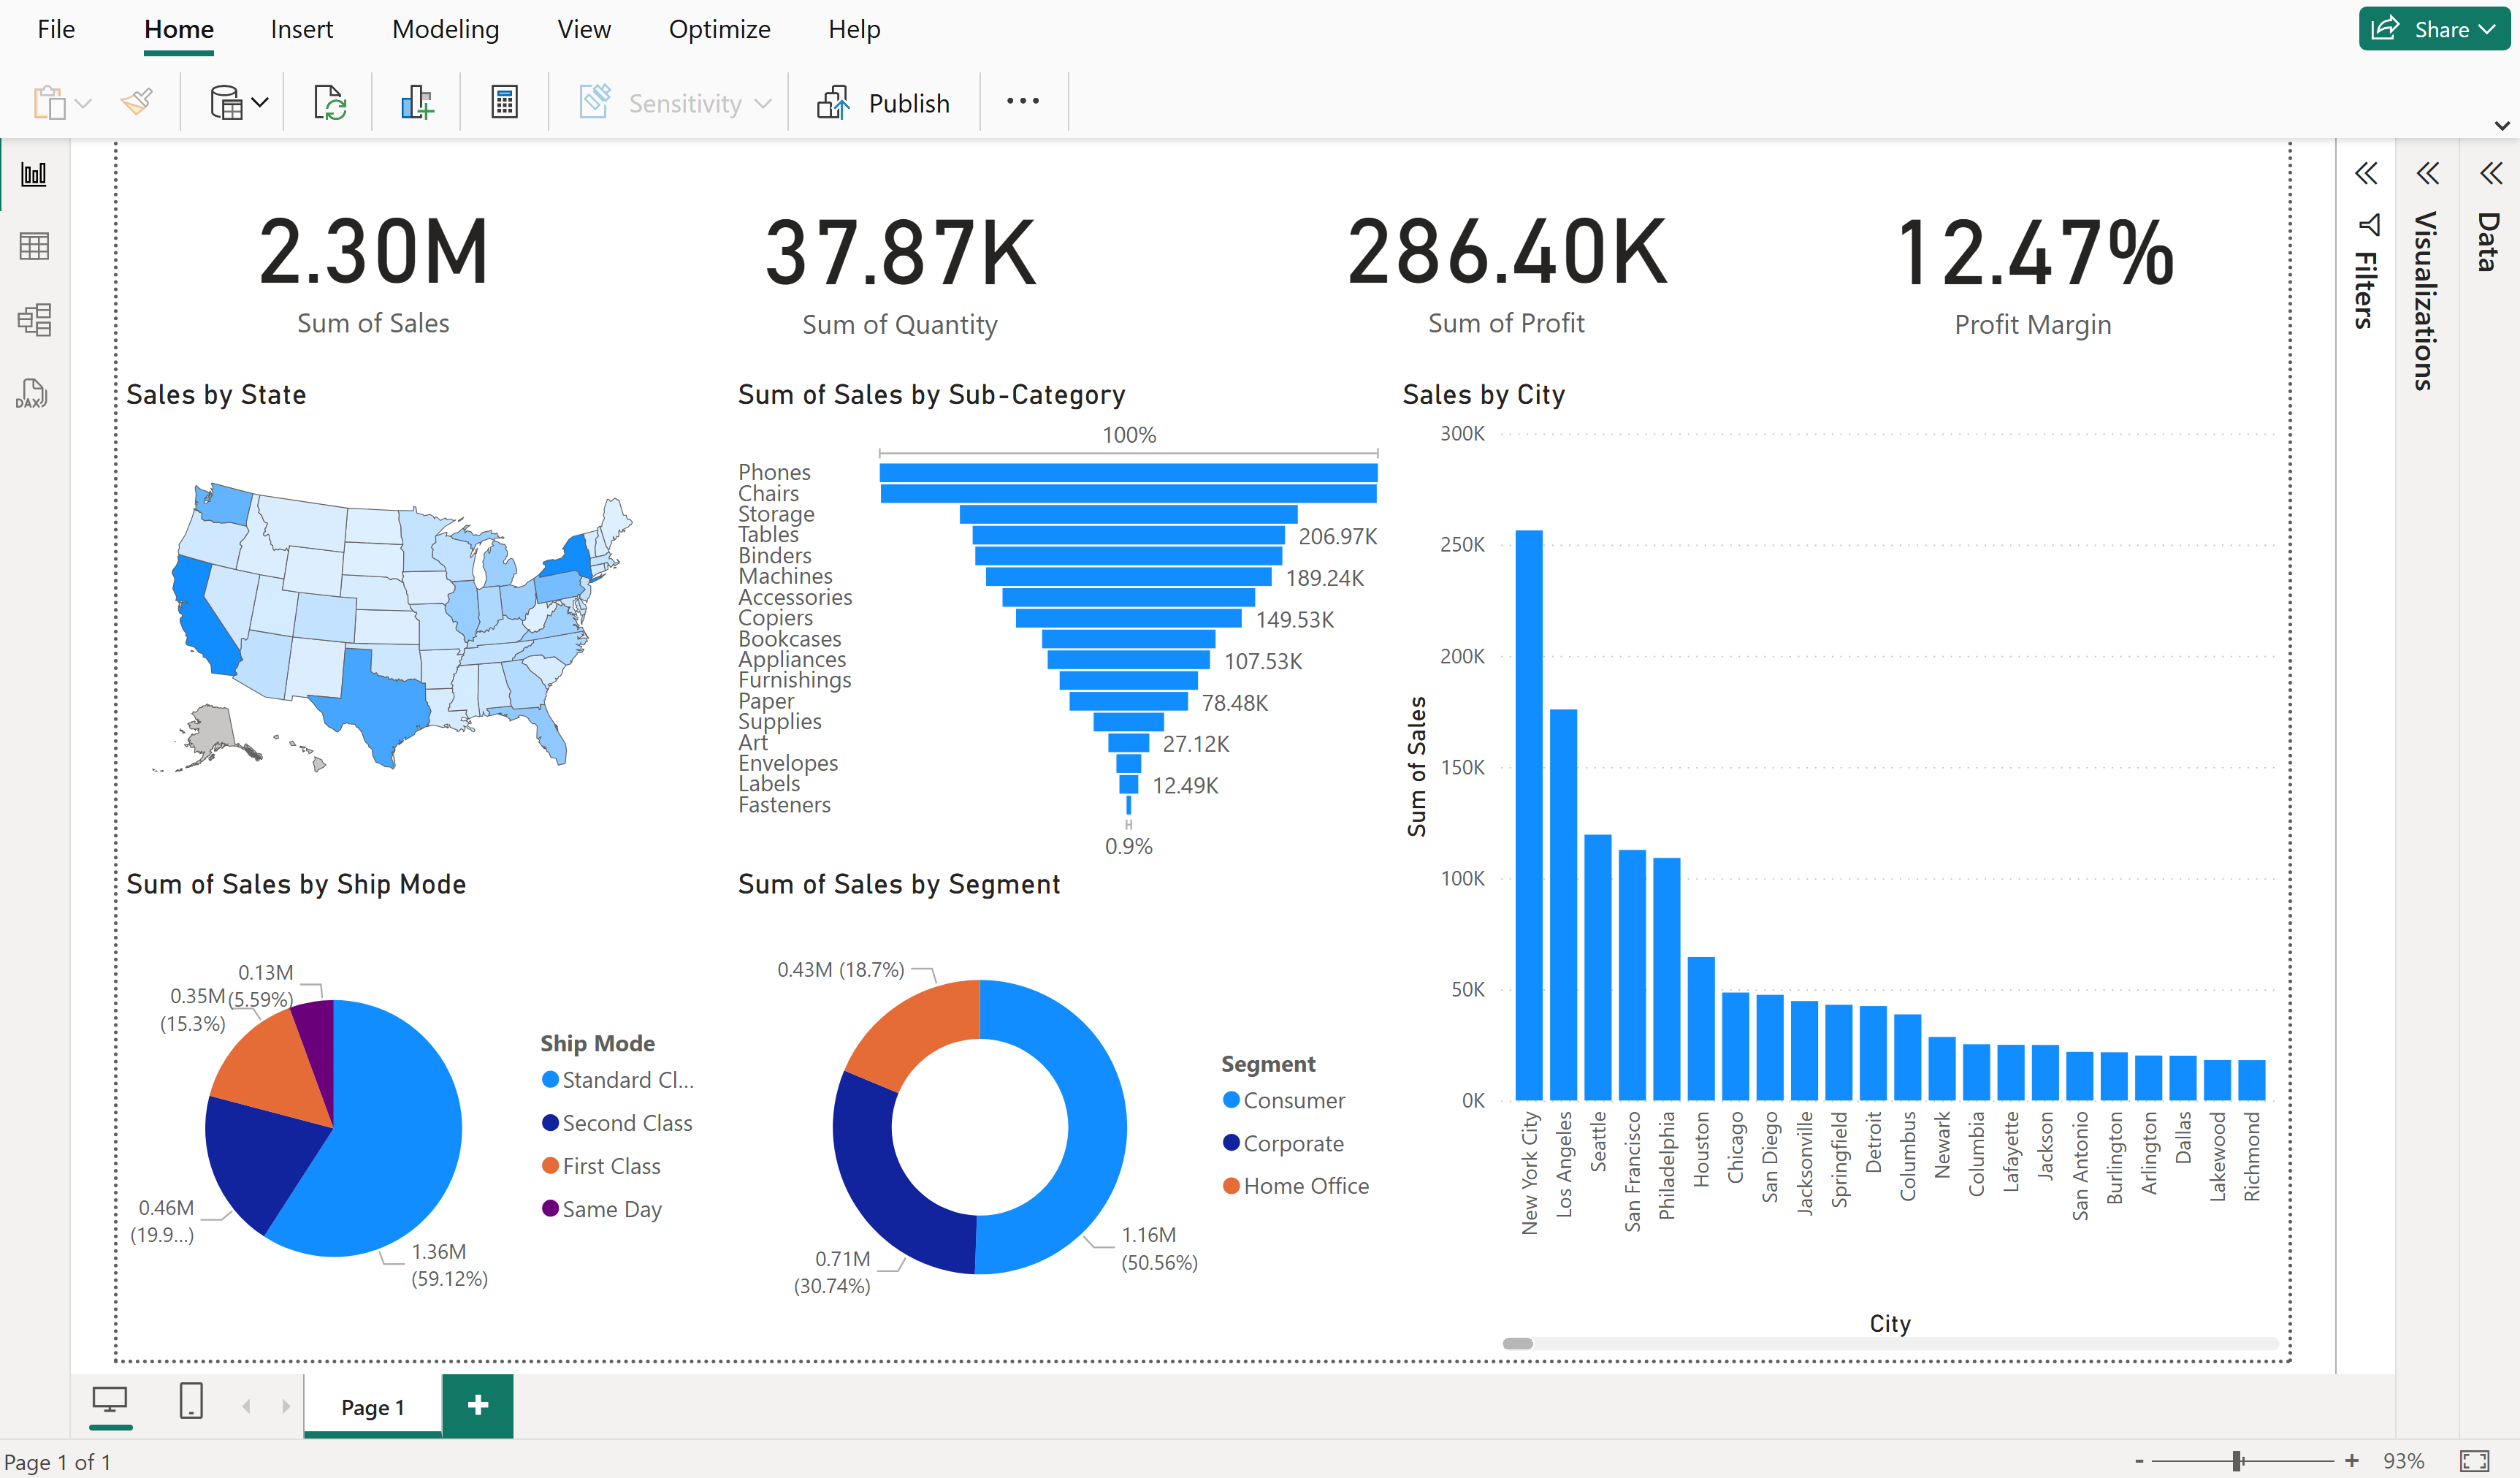 File Home Insert Modeling View Optimize Help Share
Sensitivity Publish
2.30M
Sum of Sales
37.87K
Sum of Quantity
286.40K
Sum of Profit
12.47%
Profit Margin
Filters
Visualizations
Data
DAX
Sales by State
Sum of Sales by Sub-Category
100%
Phones
Chairs
Storage
Tables 206.97K
Binders
Machines 189.24K
Accessories
Copiers 149.53K
Bookcases
Appliances 107.53K
Furnishings
Paper 78.48K
Supplies
Art 27.12K
Envelopes
Labels 12.49K
Fasteners
0.9%
Sales by City
Sum of Sales
300K
250K
200K
150K
100K
50K
0K
New York City
Los Angeles
Seattle
San Francisco
Philadelphia
Houston
Chicago
San Diego
Jacksonville
Springfield
Detroit
Columbus
Newark
Columbia
Lafayette
Jackson
San Antonio
Burlington
Arlington
Dallas
Lakewood
Richmond
City
Sum of Sales by Ship Mode
0.13M
(5.59%)
0.35M
(15.3%)
0.46M
(19.9...)
1.36M
(59.12%)
Ship Mode
Standard Cl...
Second Class
First Class
Same Day
Sum of Sales by Segment
0.43M (18.7%)
0.71M
(30.74%)
1.16M
(50.56%)
Segment
Consumer
Corporate
Home Office
Page 1
Page 1 of 1
93%